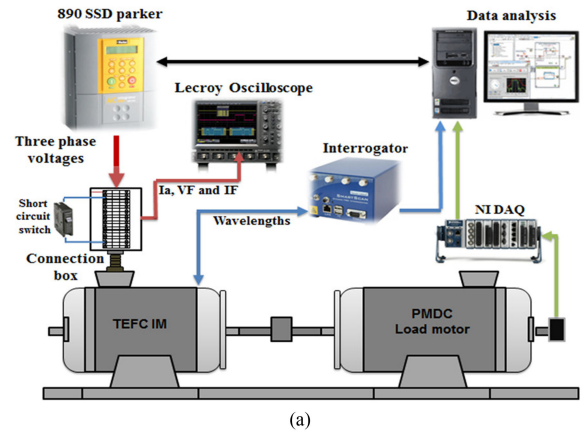 890 SSD parker
Data analysis
Lecroy Oscilloscope
Three phase
voltages
Ia, VF and IF
Interrogator
Short
circuit
switch
Wavelengths
SMARTSCAN
NI DAQ
Connection
box
TEFC IM
PMDC
Load motor
(a)